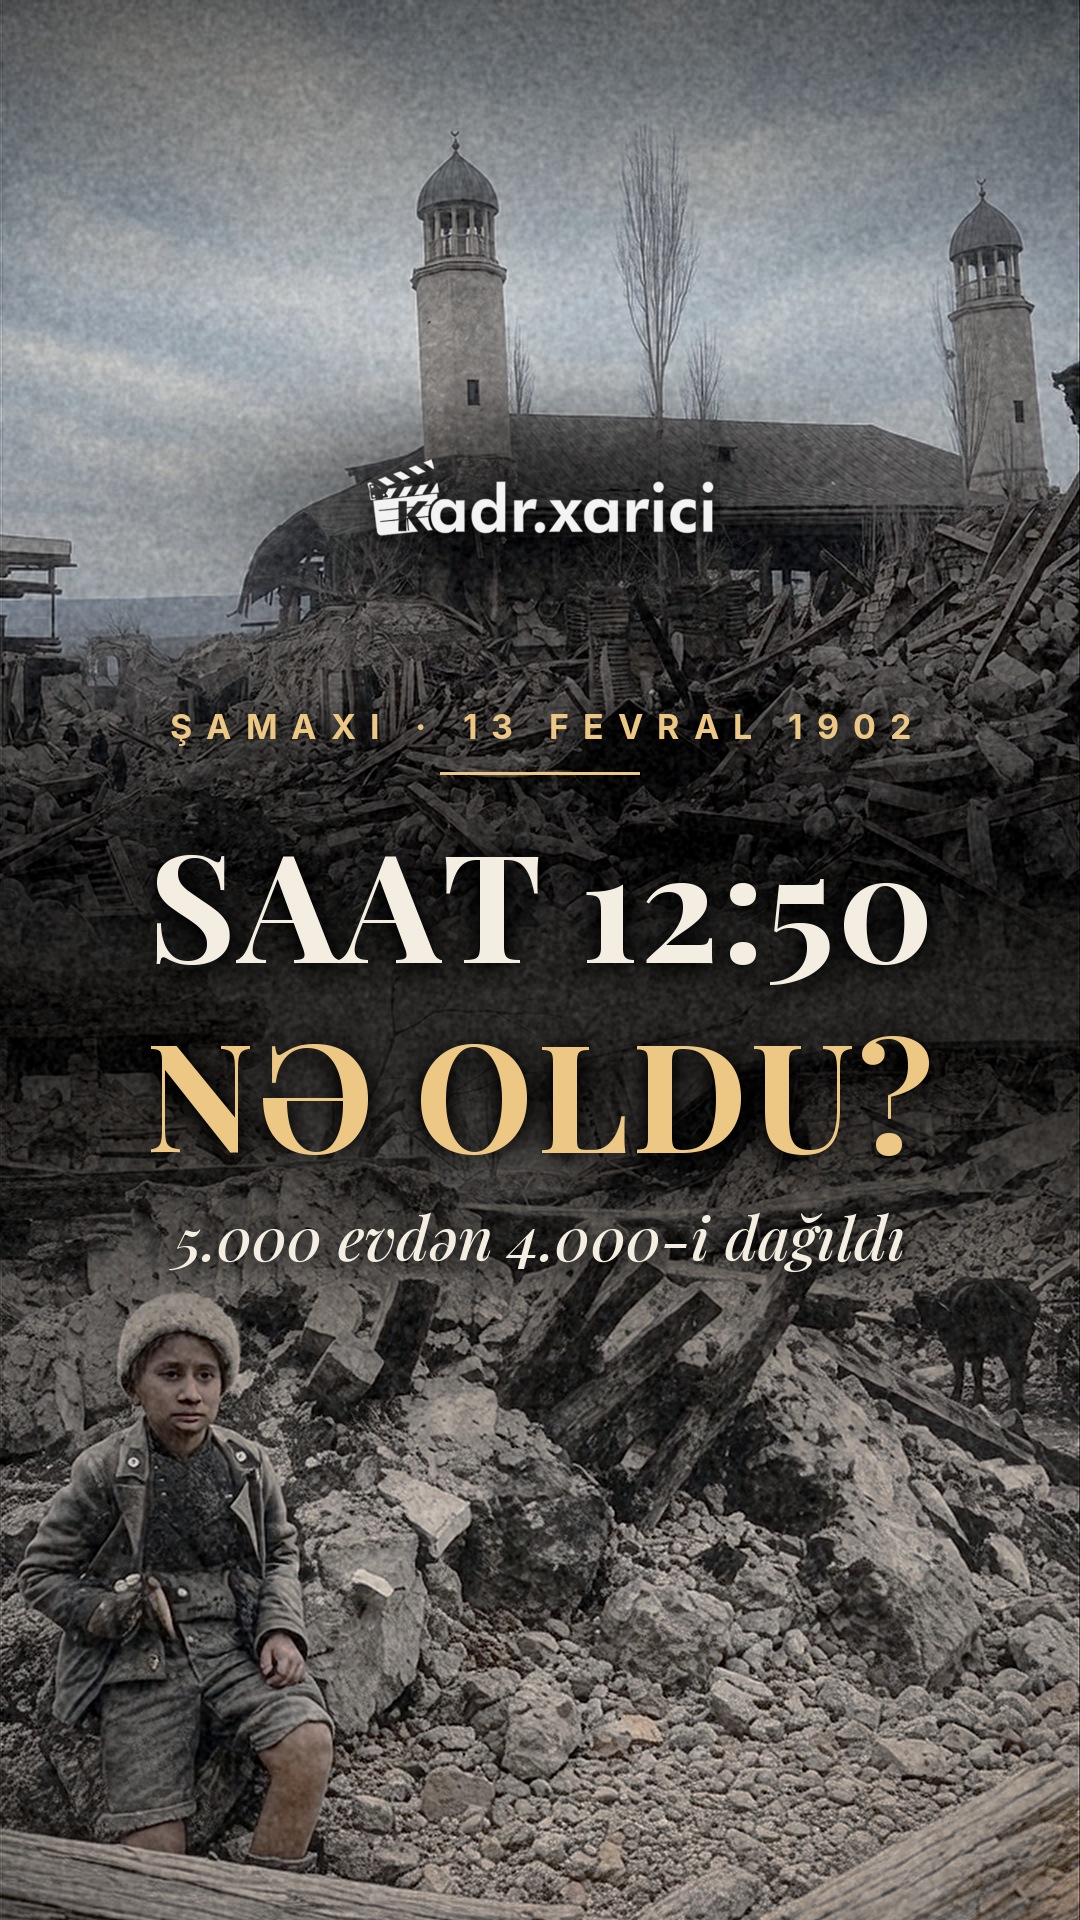 Kadr.xarici
ŞAMAXI · 13 FEVRAL 1902
SAAT 12:50
NƏ OLDU?
5.000 evdən 4.000-i dağıldı